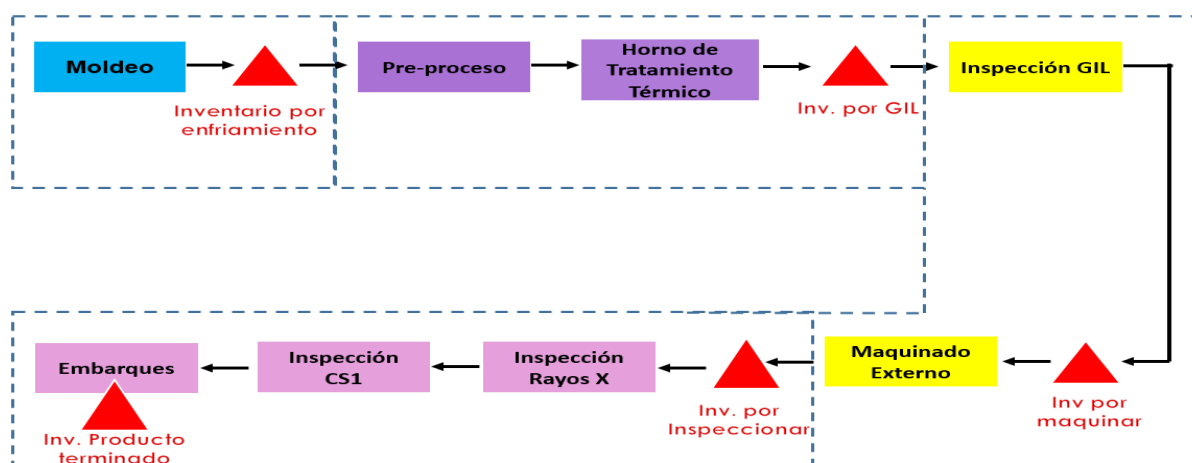 Moldeo
Inventario por
enfriamiento
Pre-proceso
Horno de
Tratamiento
Térmico
Inv. por GIL
Inspección GIL
Embarques
Inv. Producto
terminado
Inspección
CS1
Inspección
Rayos X
Inv. por
Inspeccionar
Maquinado
Externo
Inv por
maquinar